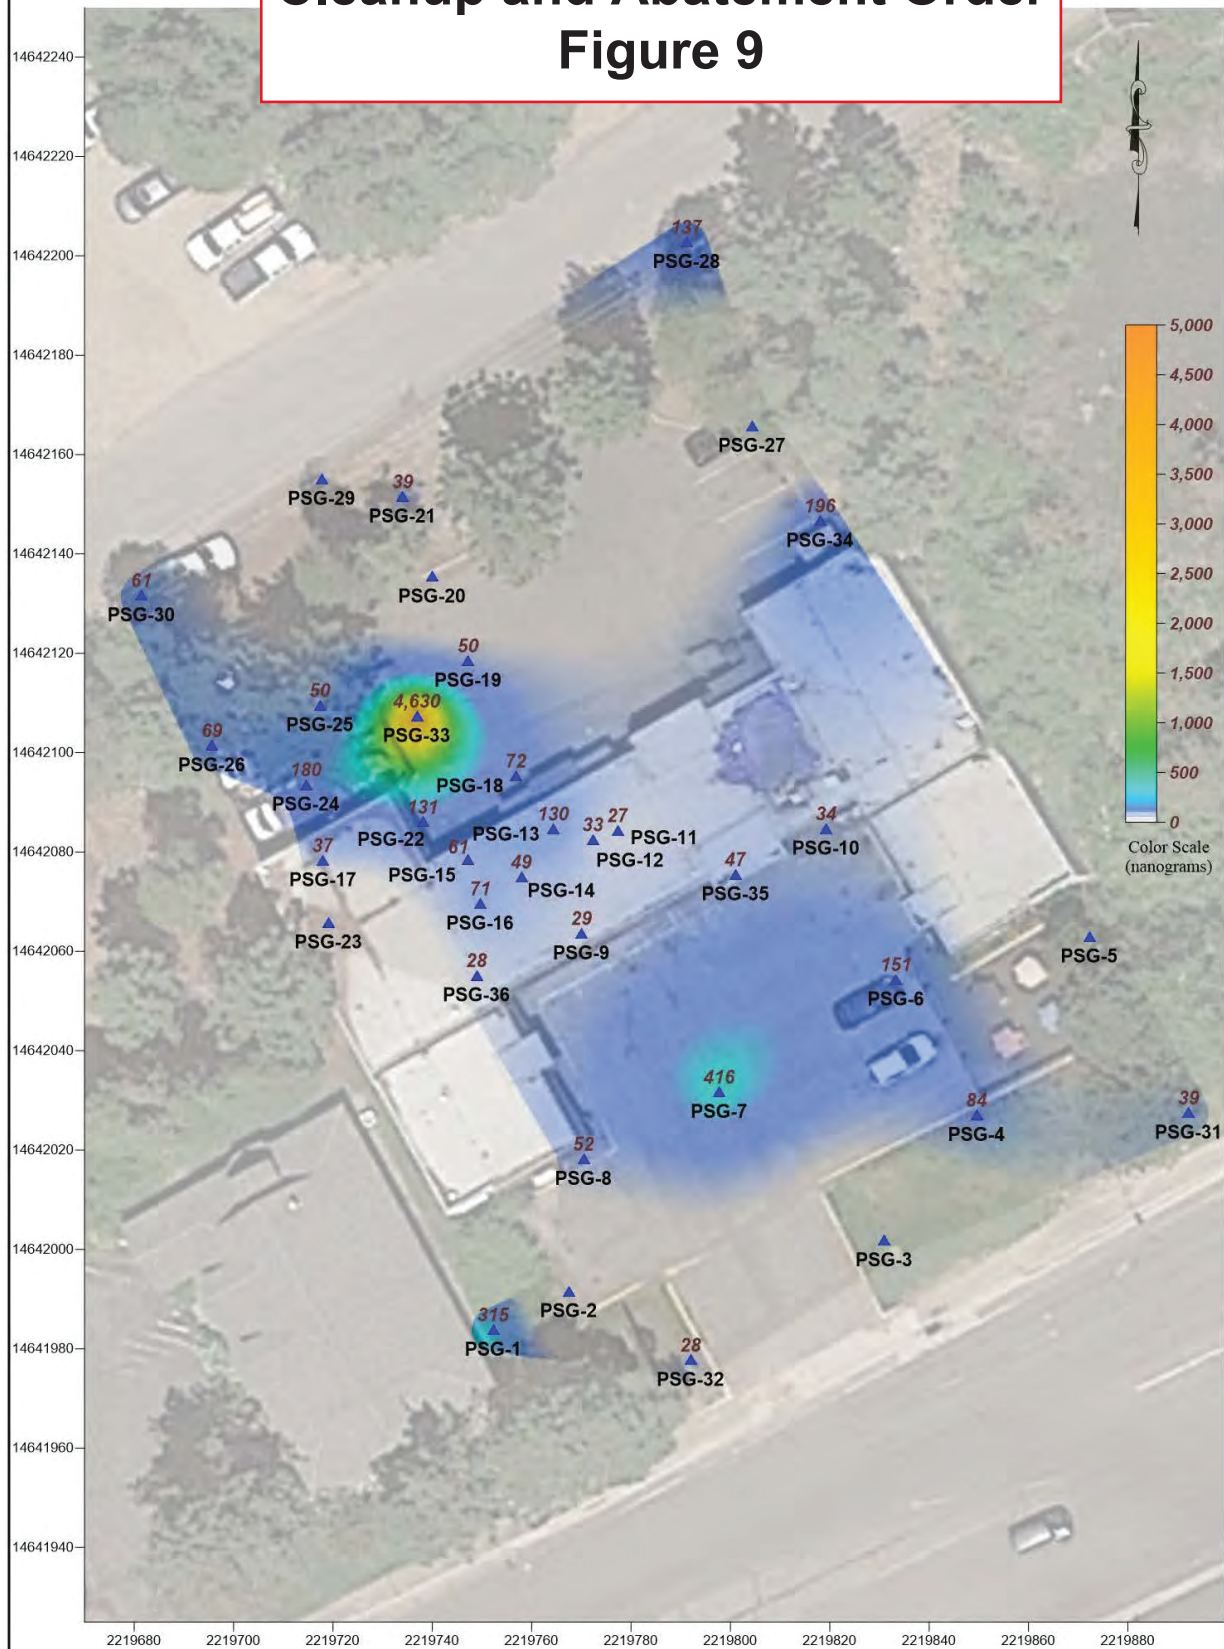 Cleanup and Abatement Order
Figure 9
14642240
14642220
14642200
14642180
14642160
14642140
14642120
14642100
14642080
14642060
14642040
14642020
14642000
14641980
14641960
14641940
137
PSG-28
5,000
4,500
4,000
3,500
3,000
2,500
2,000
1,500
1,000
500
0
Color Scale
(nanograms)
PSG-27
PSG-29
39
PSG-21
196
PSG-34
61
PSG-30
PSG-20
50
PSG-19
50
PSG-25
4,630
PSG-33
69
PSG-26
180
PSG-24
72
PSG-18
131
PSG-22
130
PSG-13
33
PSG-12
27
PSG-11
34
PSG-10
37
PSG-17
61
PSG-15
49
PSG-14
47
PSG-35
71
PSG-16
PSG-23
29
PSG-9
PSG-5
28
PSG-36
151
PSG-6
416
PSG-7
84
PSG-4
39
PSG-31
52
PSG-8
PSG-3
PSG-2
315
PSG-1
28
PSG-32
2219680
2219700
2219720
2219740
2219760
2219780
2219800
2219820
2219840
2219860
2219880